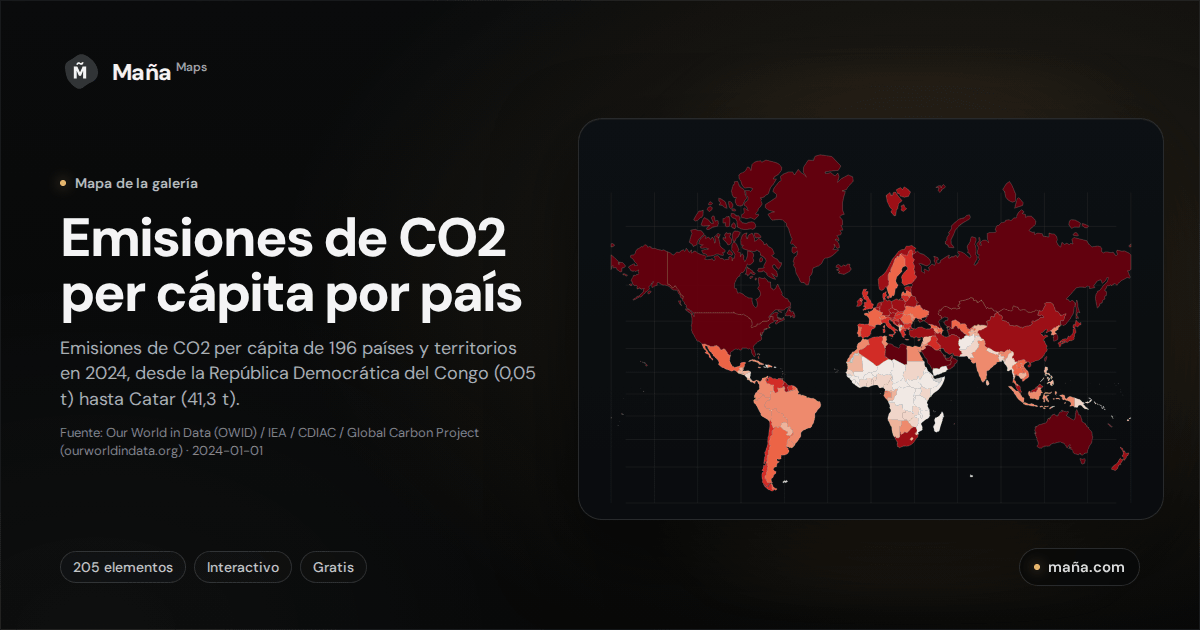 M̃
Maña Maps
Mapa de la galería
Emisiones de CO2
per cápita por país
Emisiones de CO2 per cápita de 196 países y territorios
en 2024, desde la República Democrática del Congo (0,05
t) hasta Catar (41,3 t).
Fuente: Our World in Data (OWID) / IEA / CDIAC / Global Carbon Project
(ourworldindata.org) · 2024-01-01
205 elementos
Interactivo
Gratis
maña.com